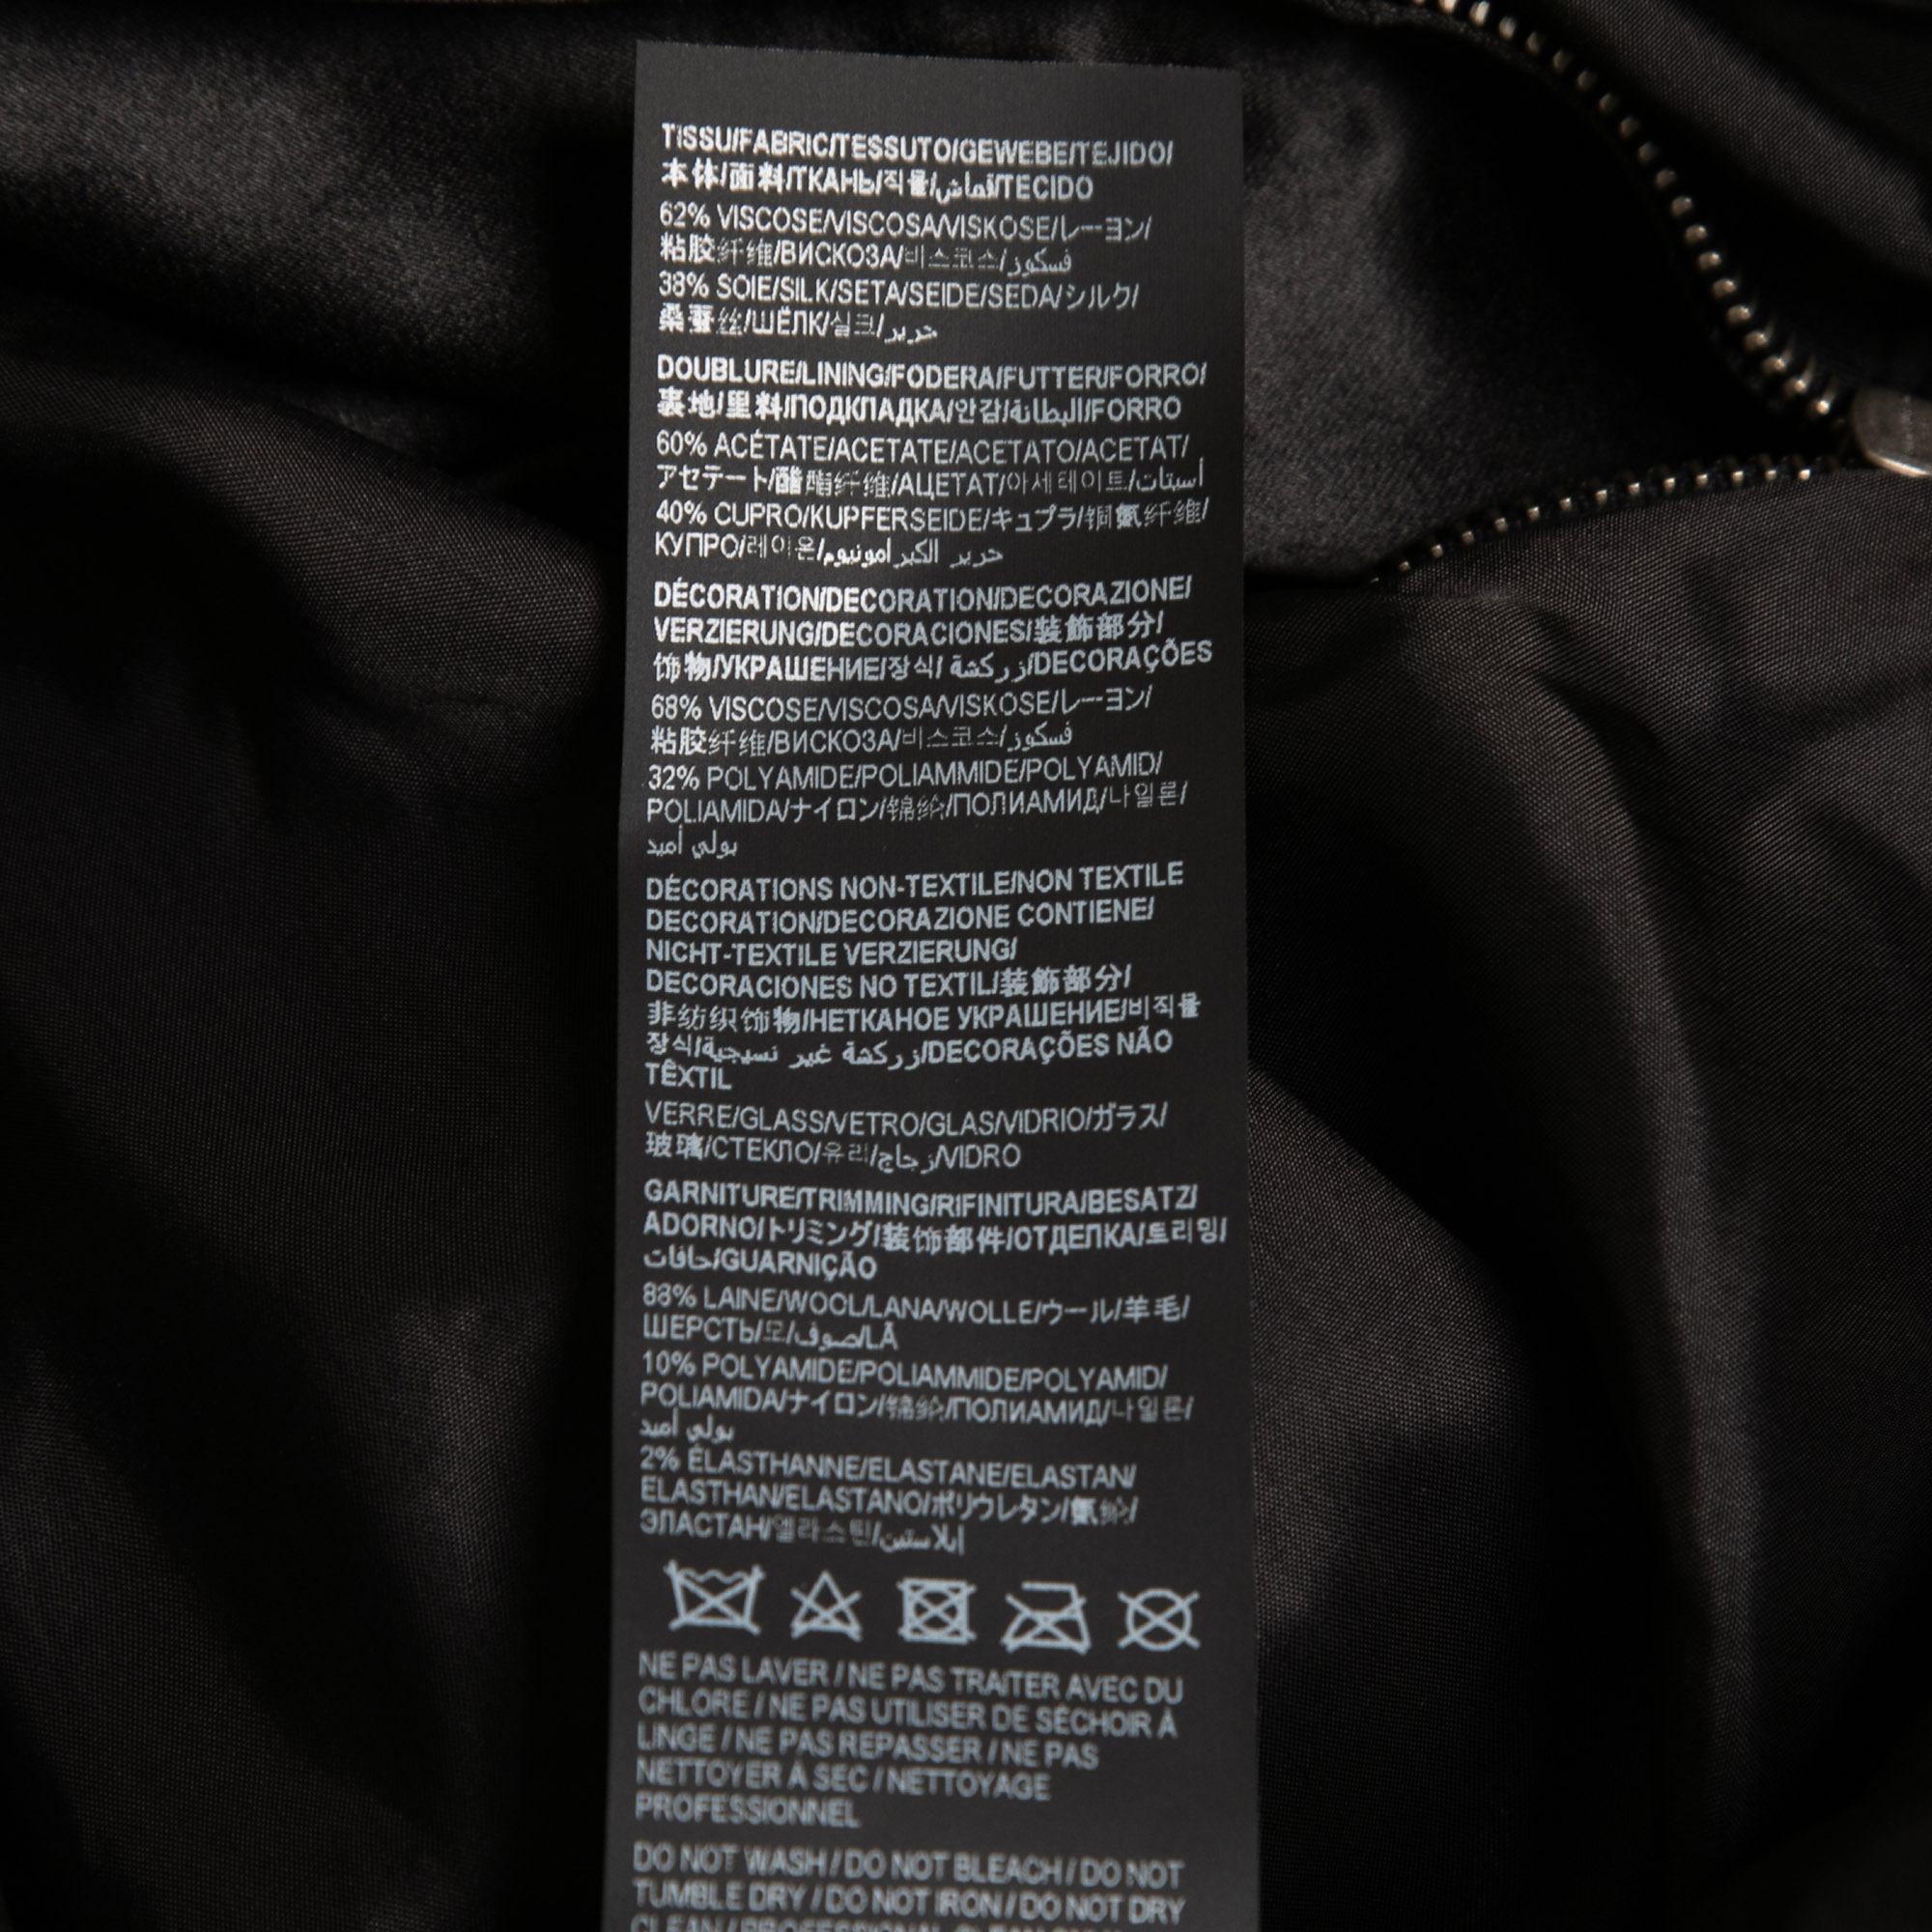 TISSU/FABRIC/TESSUTO/GEWEBE/TEJIDO/
本体/面料/ТКАНЬ/직물/قماش/TECIDO
62% VISCOSE/VISCOSA/VISKOSE/レーヨン/
粘胶纤维/ВИСКОЗА/비스코스/فسكوز
38% SOIE/SILK/SETA/SEIDE/SEDA/シルク/
桑蚕丝/ШЁЛК/실크/حرير
DOUBLURE/LINING/FODERA/FUTTER/FORRO/
裏地/里料/ПОДКЛАДКА/안감/البطانة/FORRO
60% ACÉTATE/ACETATE/ACETATO/ACETAT/
アセテート/醋酯纤维/АЦЕТАТ/아세테이트/أستات
40% CUPRO/KUPFERSEIDE/キュプラ/铜氨纤维/
КУПРО/레이온/حرير الكبر امونيوم
DÉCORATION/DECORATION/DECORAZIONE/
VERZIERUNG/DECORACIONES/装飾部分/
饰物/УКРАШЕНИЕ/장식/زركشة/DECORAÇÕES
68% VISCOSE/VISCOSA/VISKOSE/レーヨン/
粘胶纤维/ВИСКОЗА/비스코스/فسكوز
32% POLYAMIDE/POLIAMMIDE/POLYAMID/
POLIAMIDA/ナイロン/锦纶/ПОЛИАМИД/나일론/
بولي أميد
DÉCORATIONS NON-TEXTILE/NON TEXTILE
DECORATION/DECORAZIONE CONTIENE/
NICHT-TEXTILE VERZIERUNG/
DECORACIONES NO TEXTIL/装飾部分/
非纺织饰物/НЕТКАНОЕ УКРАШЕНИЕ/비직물
장식/زركشة غير نسيجية/DECORAÇÕES NÃO
TÊXTIL
VERRE/GLASS/VETRO/GLAS/VIDRIO/ガラス/
玻璃/СТЕКЛО/유리/زجاج/VIDRO
GARNITURE/TRIMMING/RIFINITURA/BESATZ/
ADORNO/トリミング/装饰部件/ОТДЕЛКА/트리밍/
حافات/GUARNIÇÃO
88% LAINE/WOOL/LANA/WOLLE/ウール/羊毛/
ШЕРСТЬ/모/صوف/LÃ
10% POLYAMIDE/POLIAMMIDE/POLYAMID/
POLIAMIDA/ナイロン/锦纶/ПОЛИАМИД/나일론/
بولي أميد
2% ÉLASTHANNE/ELASTANE/ELASTAN/
ELASTHAN/ELASTANO/ポリウレタン/氨纶/
ЭЛАСТАН/엘라스틴/إيلاستين
NE PAS LAVER / NE PAS TRAITER AVEC DU
CHLORE / NE PAS UTILISER DE SÉCHOIR À
LINGE / NE PAS REPASSER / NE PAS
NETTOYER À SEC / NETTOYAGE
PROFESSIONNEL
DO NOT WASH / DO NOT BLEACH / DO NOT
TUMBLE DRY / DO NOT IRON / DO NOT DRY